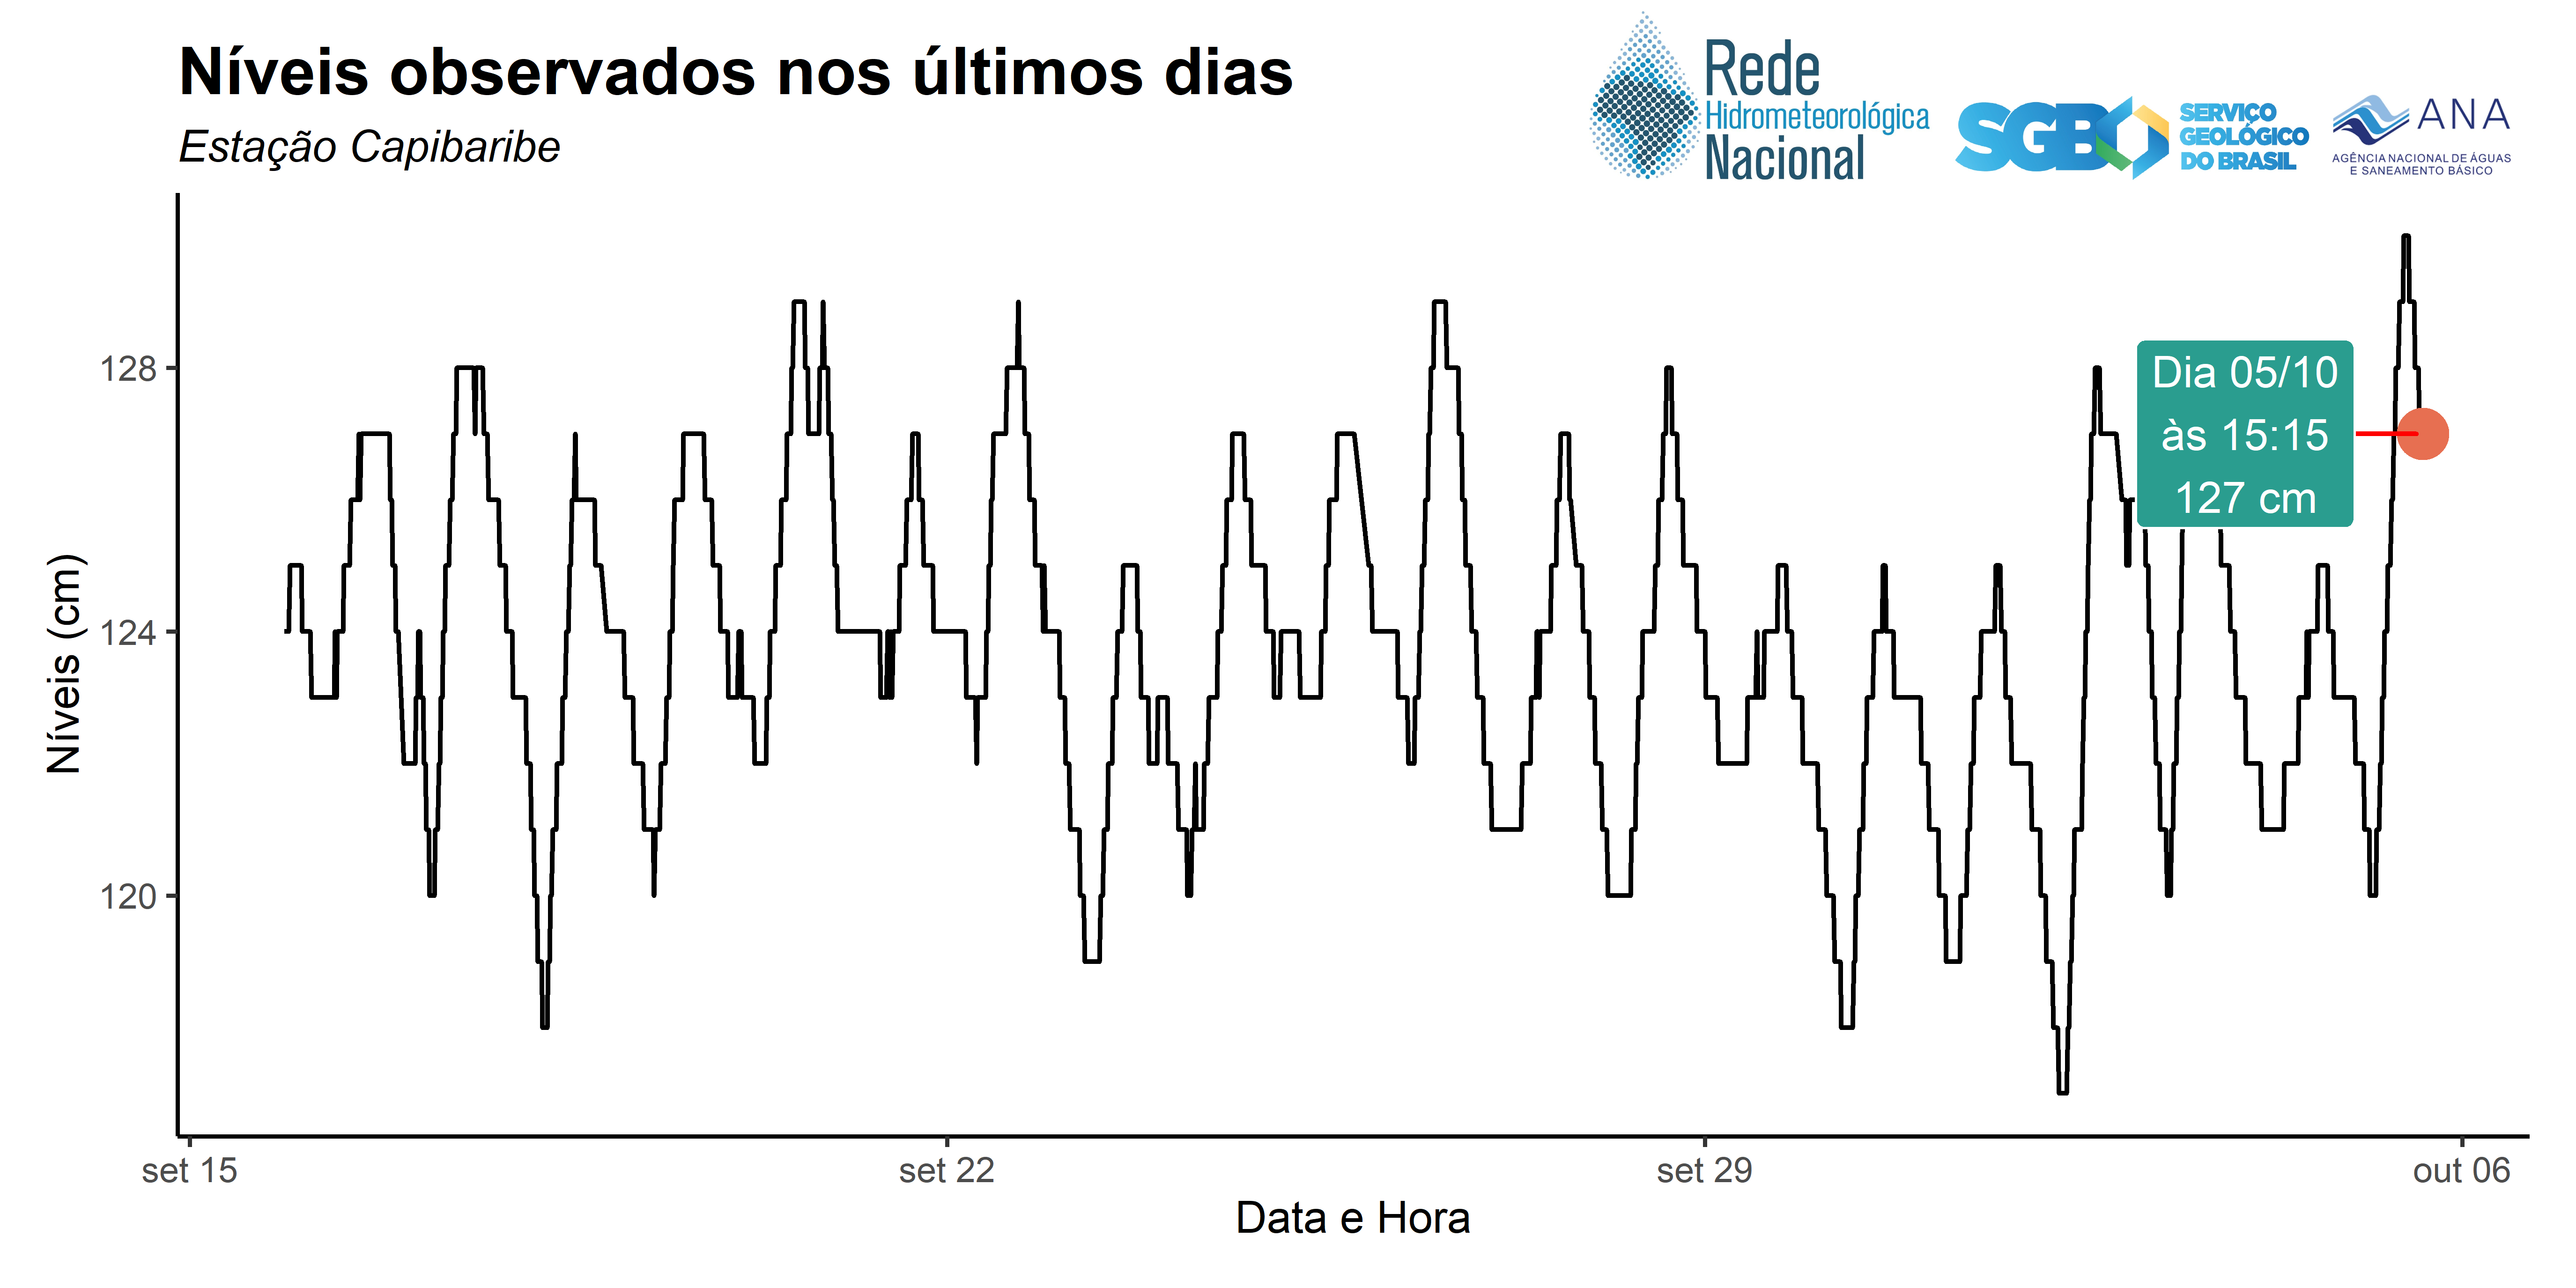 Níveis observados nos últimos dias
Estação Capibaribe
Rede
Hidrometeorológica
Nacional
SGB
SERVIÇO
GEOLÓGICO
DO BRASIL
ANA
AGÊNCIA NACIONAL DE ÁGUAS
E SANEAMENTO BÁSICO
Níveis (cm)
128
124
120
Dia 05/10
às 15:15
127 cm
set 15
set 22
set 29
out 06
Data e Hora